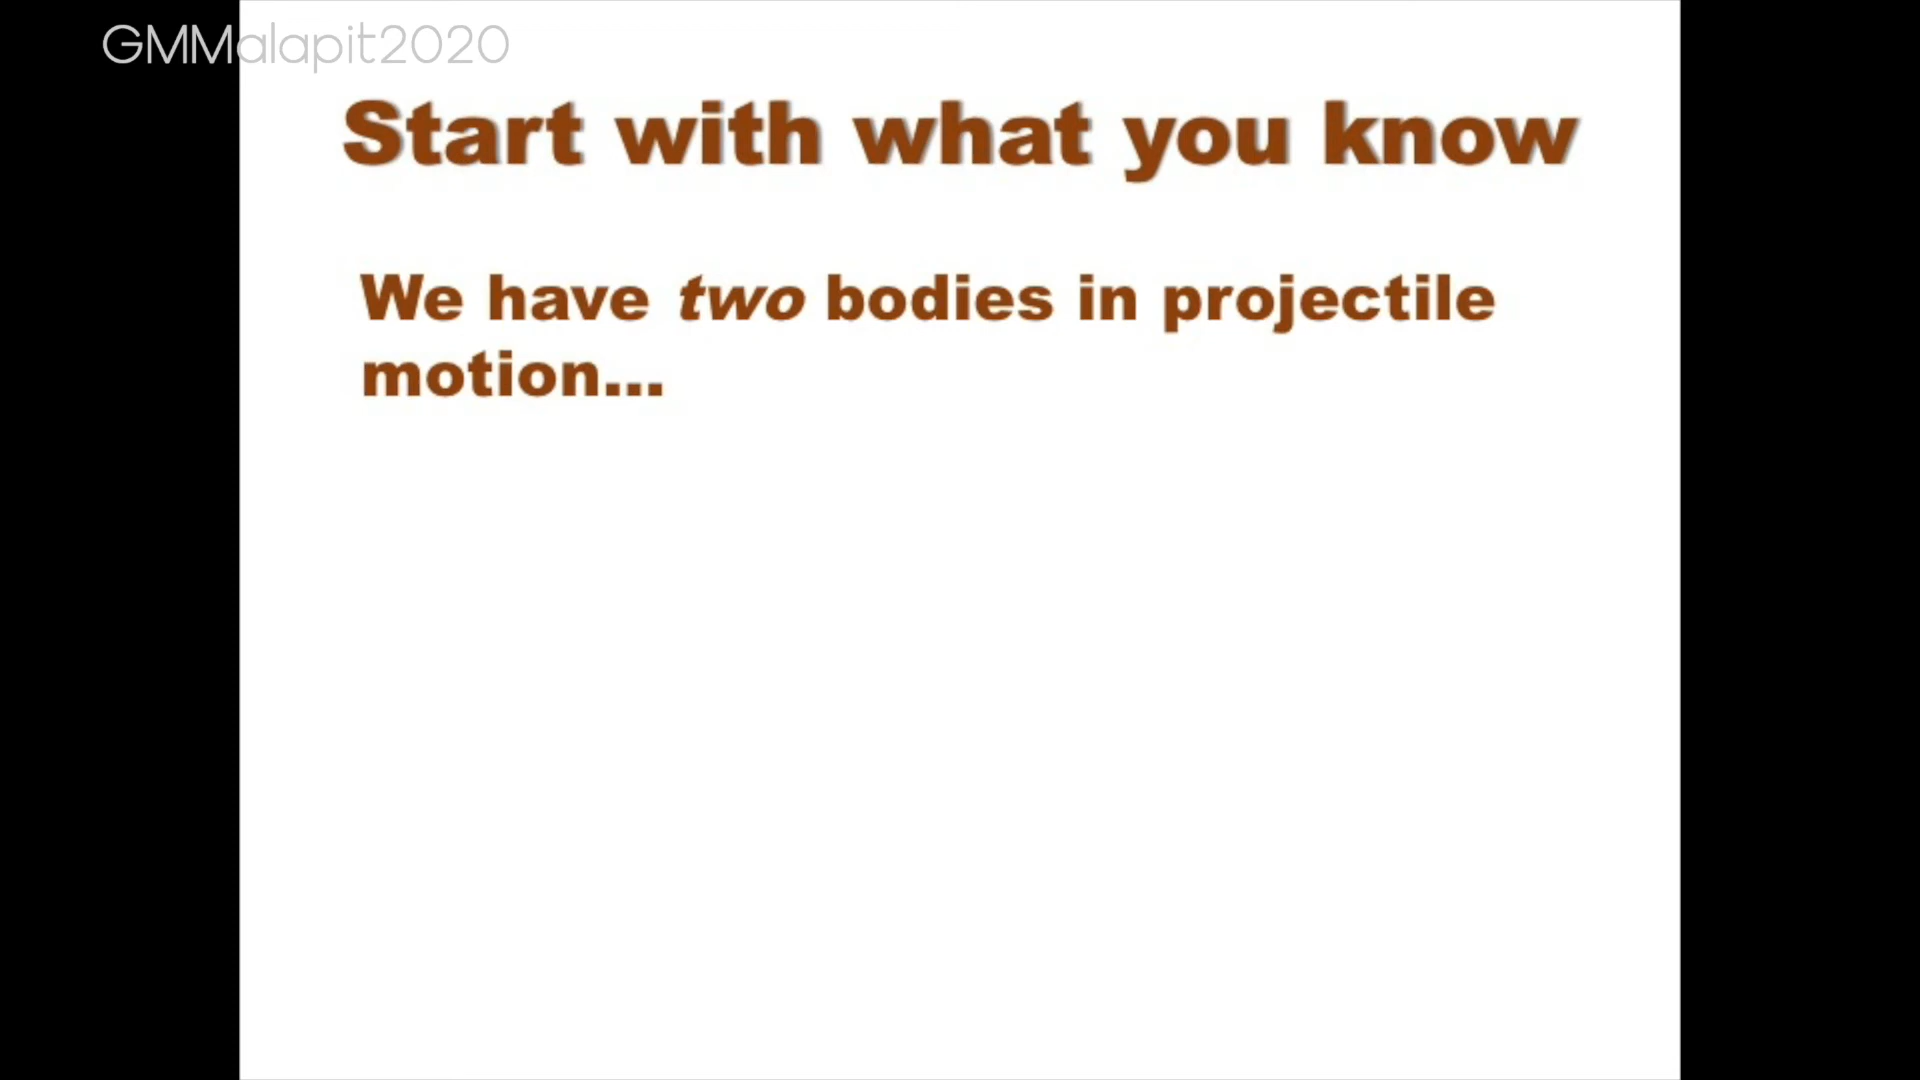 GMMalapit2020
Start with what you know
We have two bodies in projectile
motion...